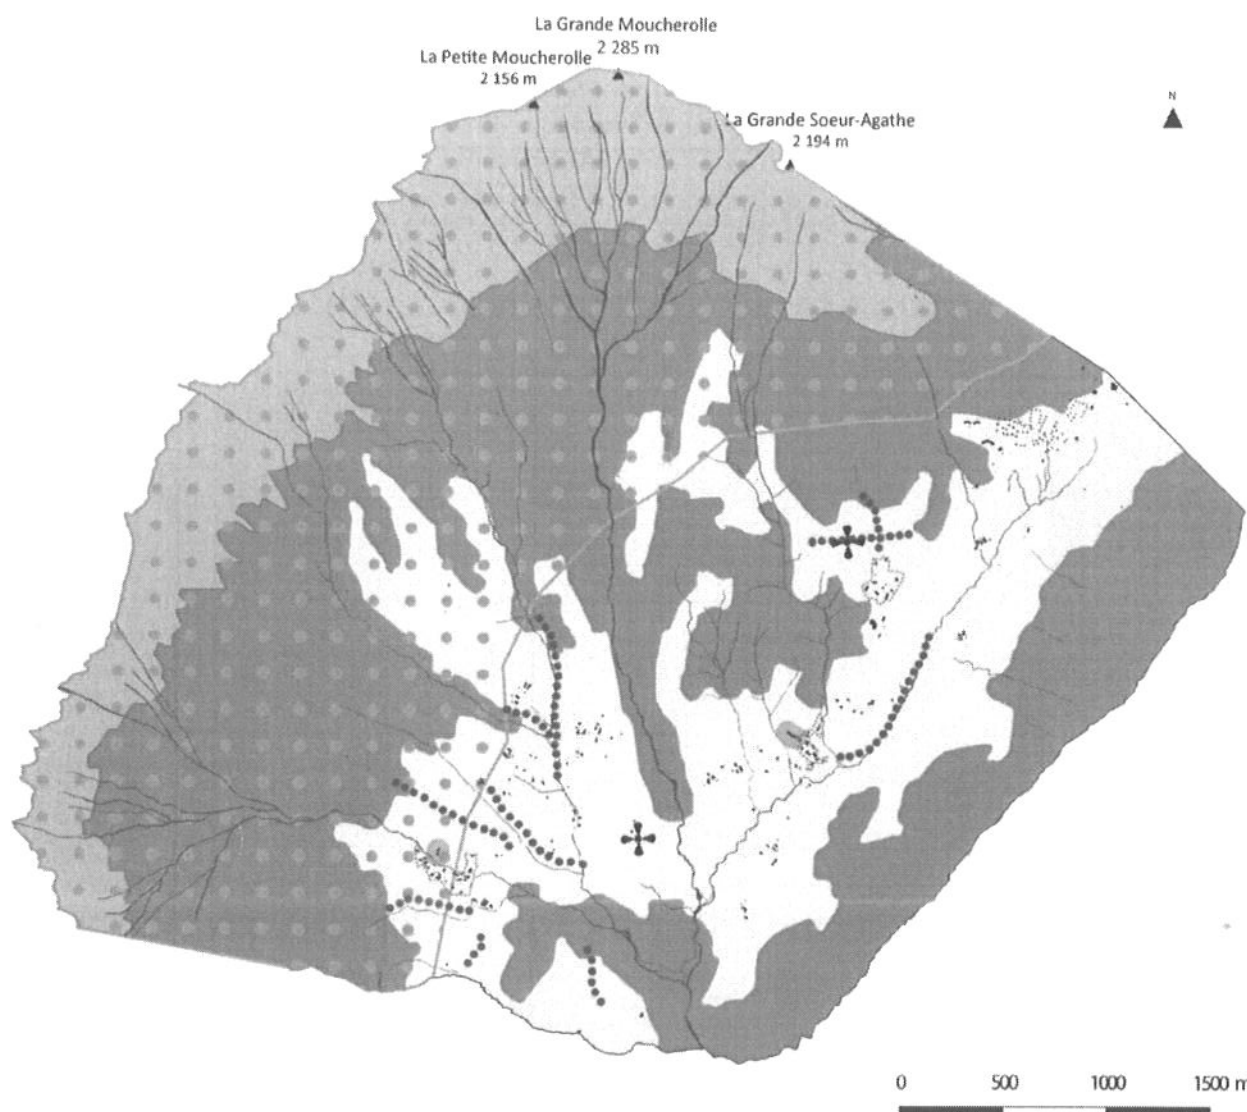 La Grande Moucherolle
2 285 m
La Petite Moucherolle
2 156 m
N
La Grande Soeur-Agathe
2 194 m
0 500 1000 1500 m